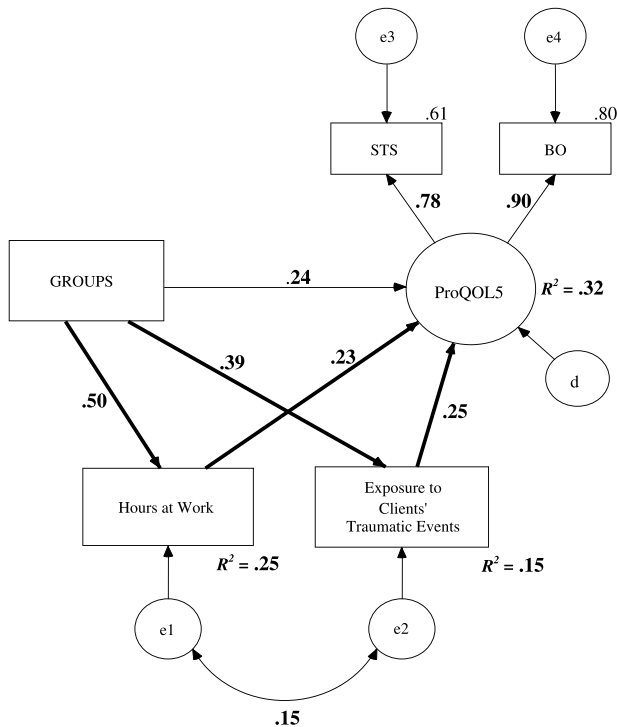 e3
e4
.61
.80
STS
BO
.78
.90
GROUPS
.24
ProQOL5
R² = .32
.50
.39
.23
.25
d
Hours at Work
Exposure to
Clients'
Traumatic Events
R² = .25
R² = .15
e1
e2
.15